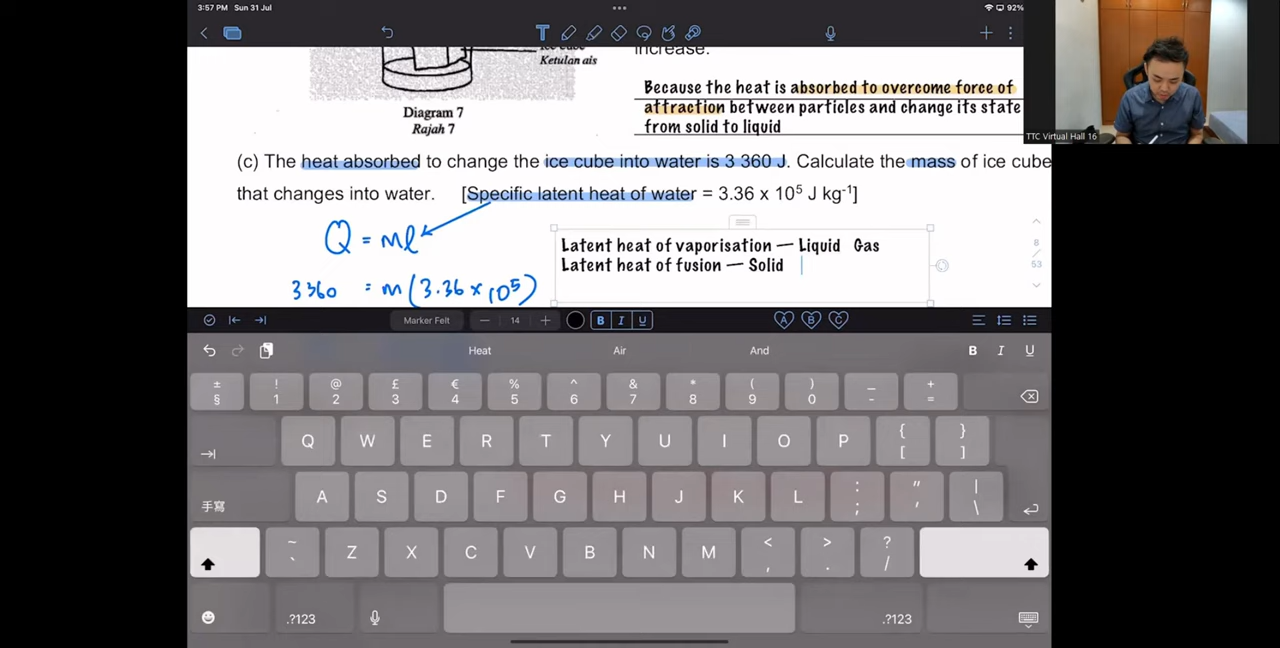 3:57 PM Sun 31 Jul
92%
Ketulan ais
Diagram 7
Rajah 7
increase.
Because the heat is absorbed to overcome force of
attraction between particles and change its state
from solid to liquid
TTC Virtual Hall 16
(c) The heat absorbed to change the ice cube into water is 3 360 J. Calculate the mass of ice cube
that changes into water. [Specific latent heat of water = 3.36 x 10⁵ J kg⁻¹]
Q = ml
3360 = m (3.36 × 10⁵)
Latent heat of vaporisation — Liquid Gas
Latent heat of fusion — Solid
8
/
53
Marker Felt — 14 + B I U A B C
Heat Air And B I U
± ! @ £ € % ^ & * ( ) _ +
§ 1 2 3 4 5 6 7 8 9 0 - =
Q W E R T Y U I O P { }
[ ]
手寫 A S D F G H J K L : " |
; ' \
~ Z X C V B N M < > ?
` , . /
.?123 .?123